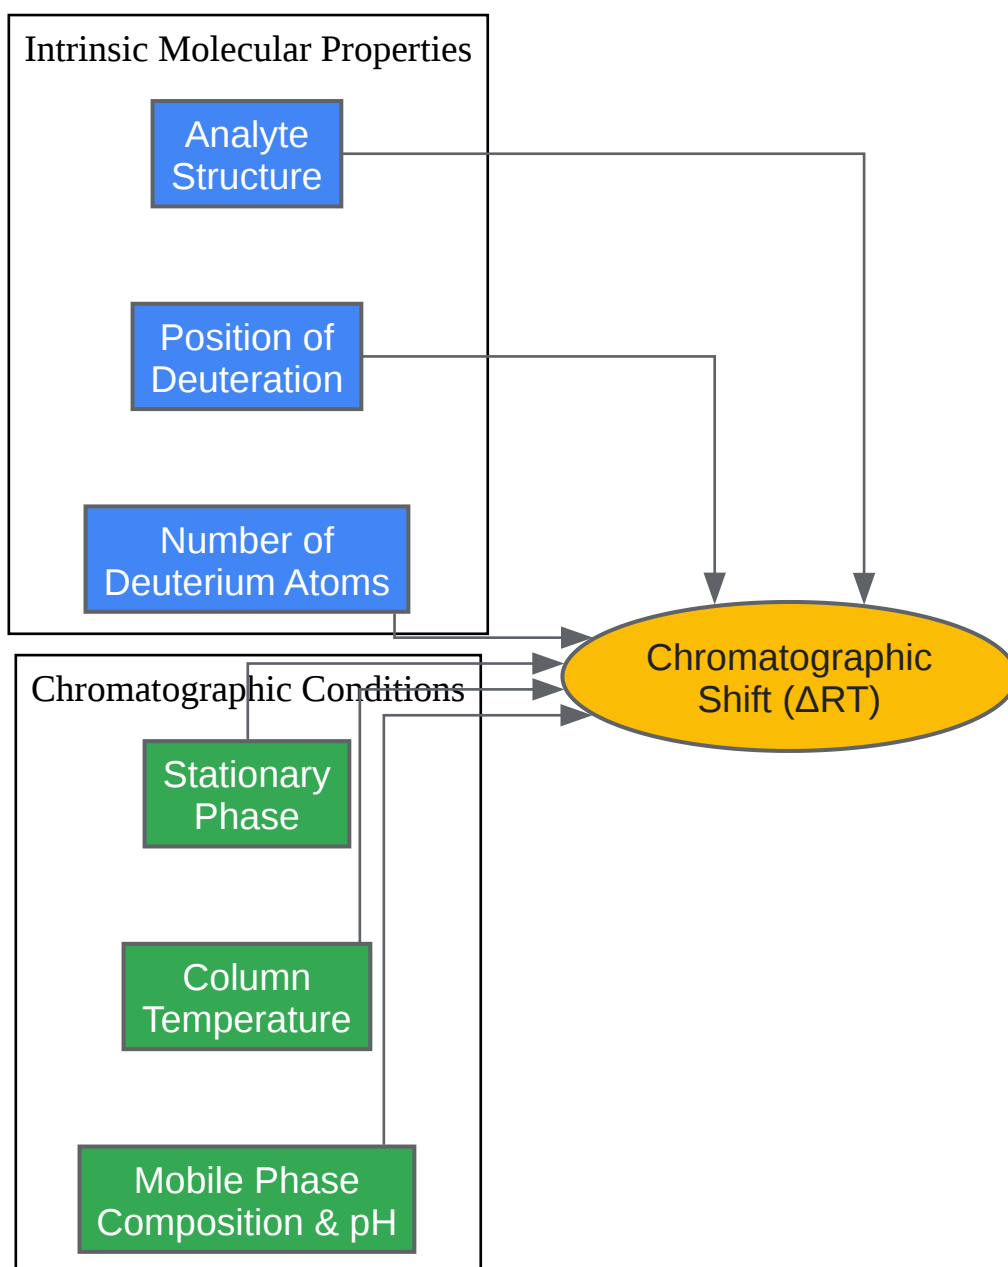 Intrinsic Molecular Properties
Analyte
Structure
Position of
Deuteration
Number of
Deuterium Atoms
Chromatographic
Shift (ΔRT)
Chromatographic Conditions
Stationary
Phase
Column
Temperature
Mobile Phase
Composition & pH